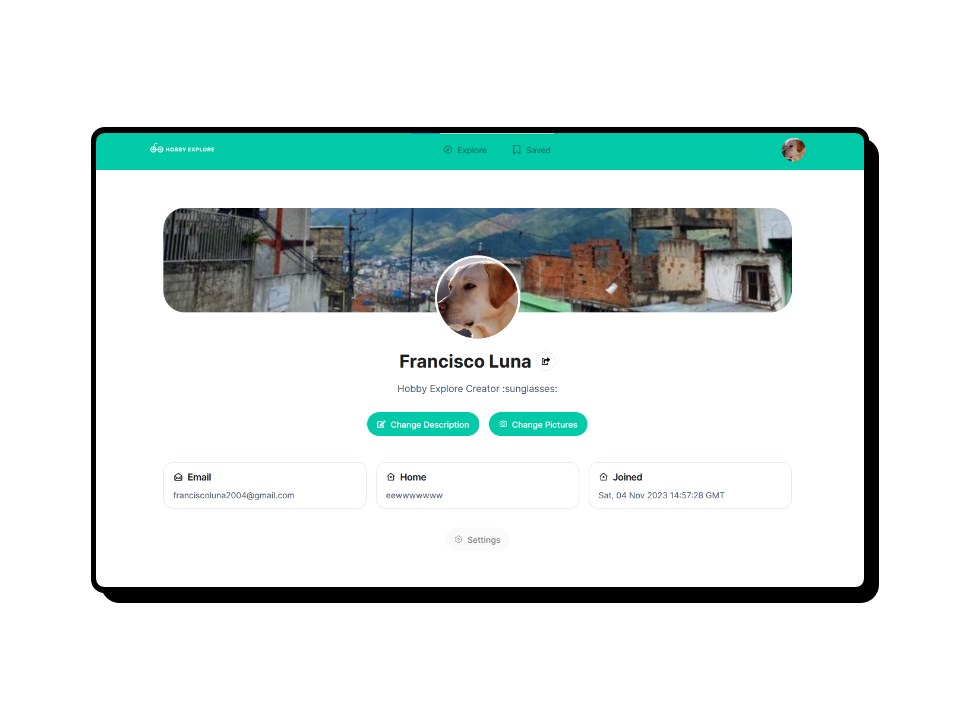 HOBBY EXPLORE
Explore
Saved
Francisco Luna
Hobby Explore Creator :sunglasses:
Change Description
Change Pictures
Email
franciscoluna2004@gmail.com
Home
eewwwwwww
Joined
Sat, 04 Nov 2023 14:57:28 GMT
Settings